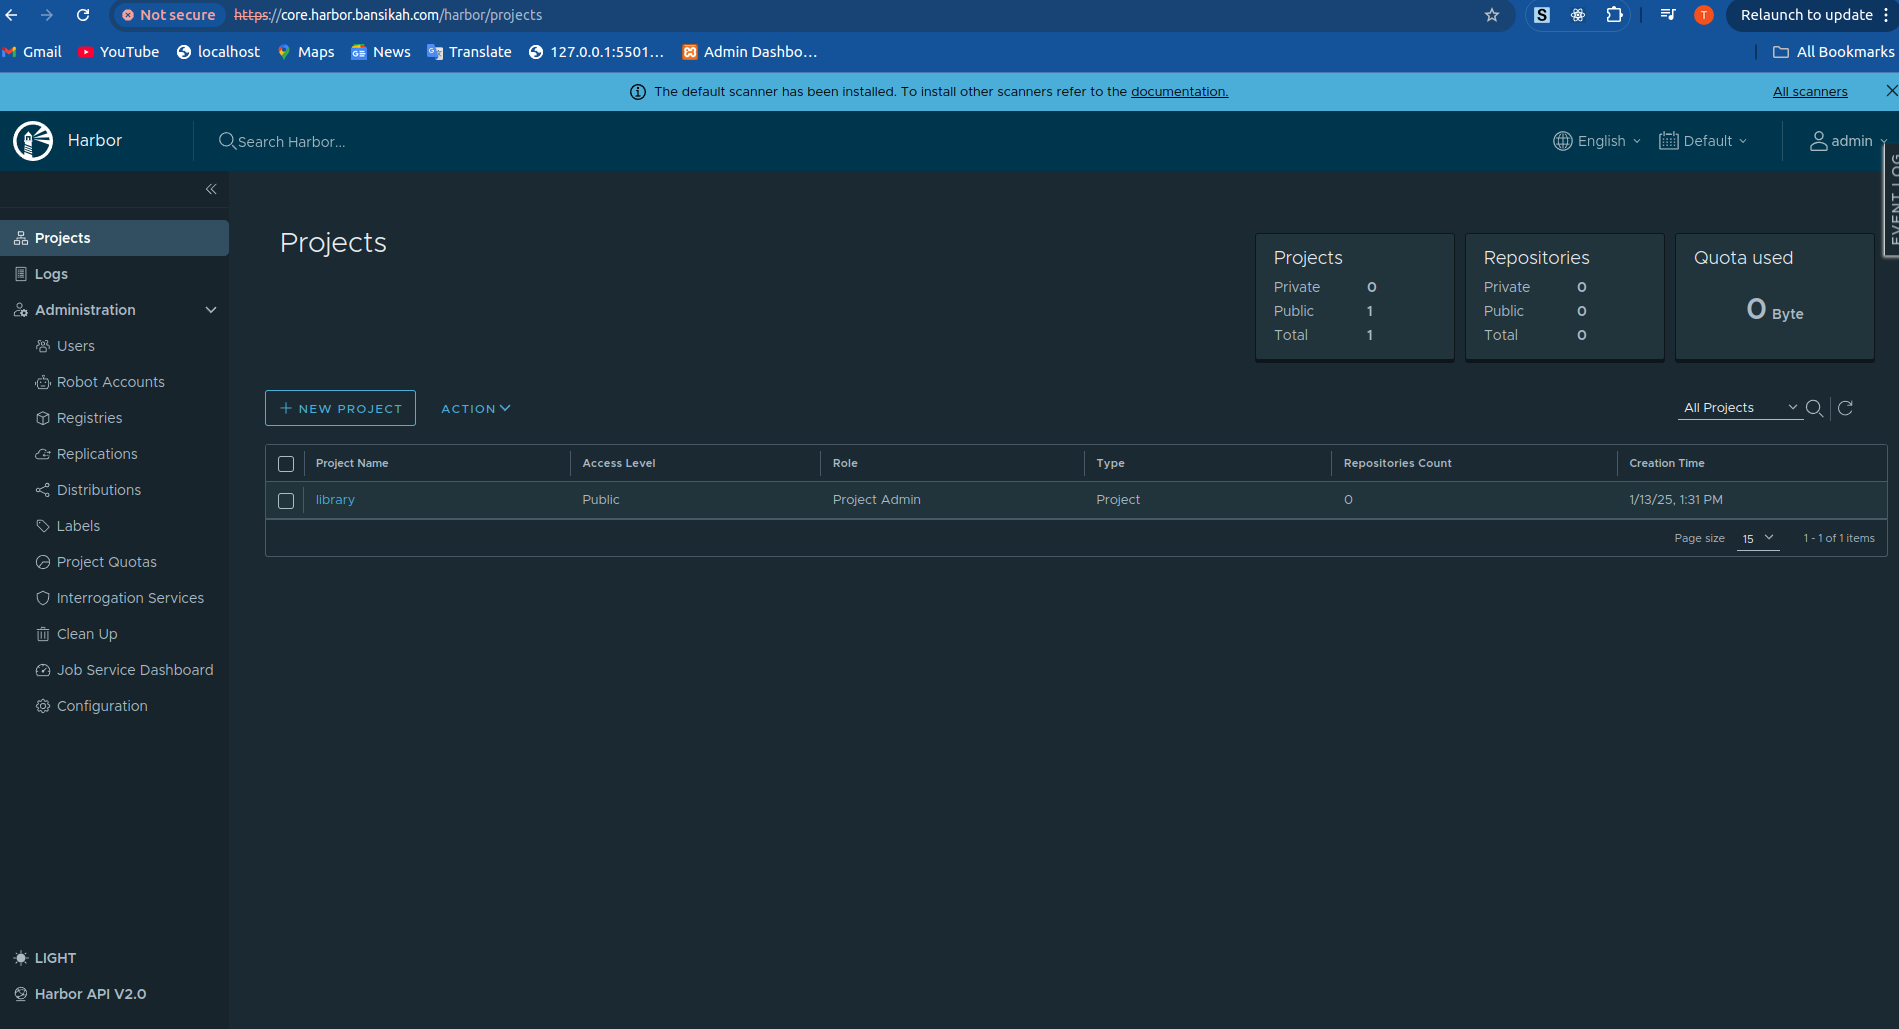 Not secure https://core.harbor.bansikah.com/harbor/projects S T Relaunch to update
Gmail YouTube localhost Maps News Translate 127.0.0.1:5501... Admin Dashbo... All Bookmarks
The default scanner has been installed. To install other scanners refer to the documentation. All scanners
Harbor Search Harbor... English Default admin
EVENT LOG
Projects
Logs
Administration
Users
Robot Accounts
Registries
Replications
Distributions
Labels
Project Quotas
Interrogation Services
Clean Up
Job Service Dashboard
Configuration
LIGHT
Harbor API V2.0
Projects
Projects
Private 0
Public 1
Total 1
Repositories
Private 0
Public 0
Total 0
Quota used
0 Byte
+ NEW PROJECT ACTION All Projects
Project Name Access Level Role Type Repositories Count Creation Time
library Public Project Admin Project 0 1/13/25, 1:31 PM
Page size 15 1 - 1 of 1 items